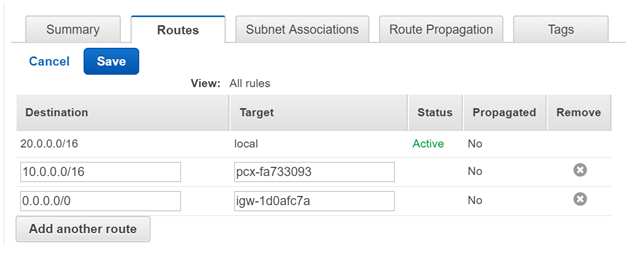 Summary Routes Subnet Associations Route Propagation Tags
Cancel Save
View: All rules
Destination Target Status Propagated Remove
20.0.0.0/16 local Active No
10.0.0.0/16 pcx-fa733093 No
0.0.0.0/0 igw-1d0afc7a No
Add another route